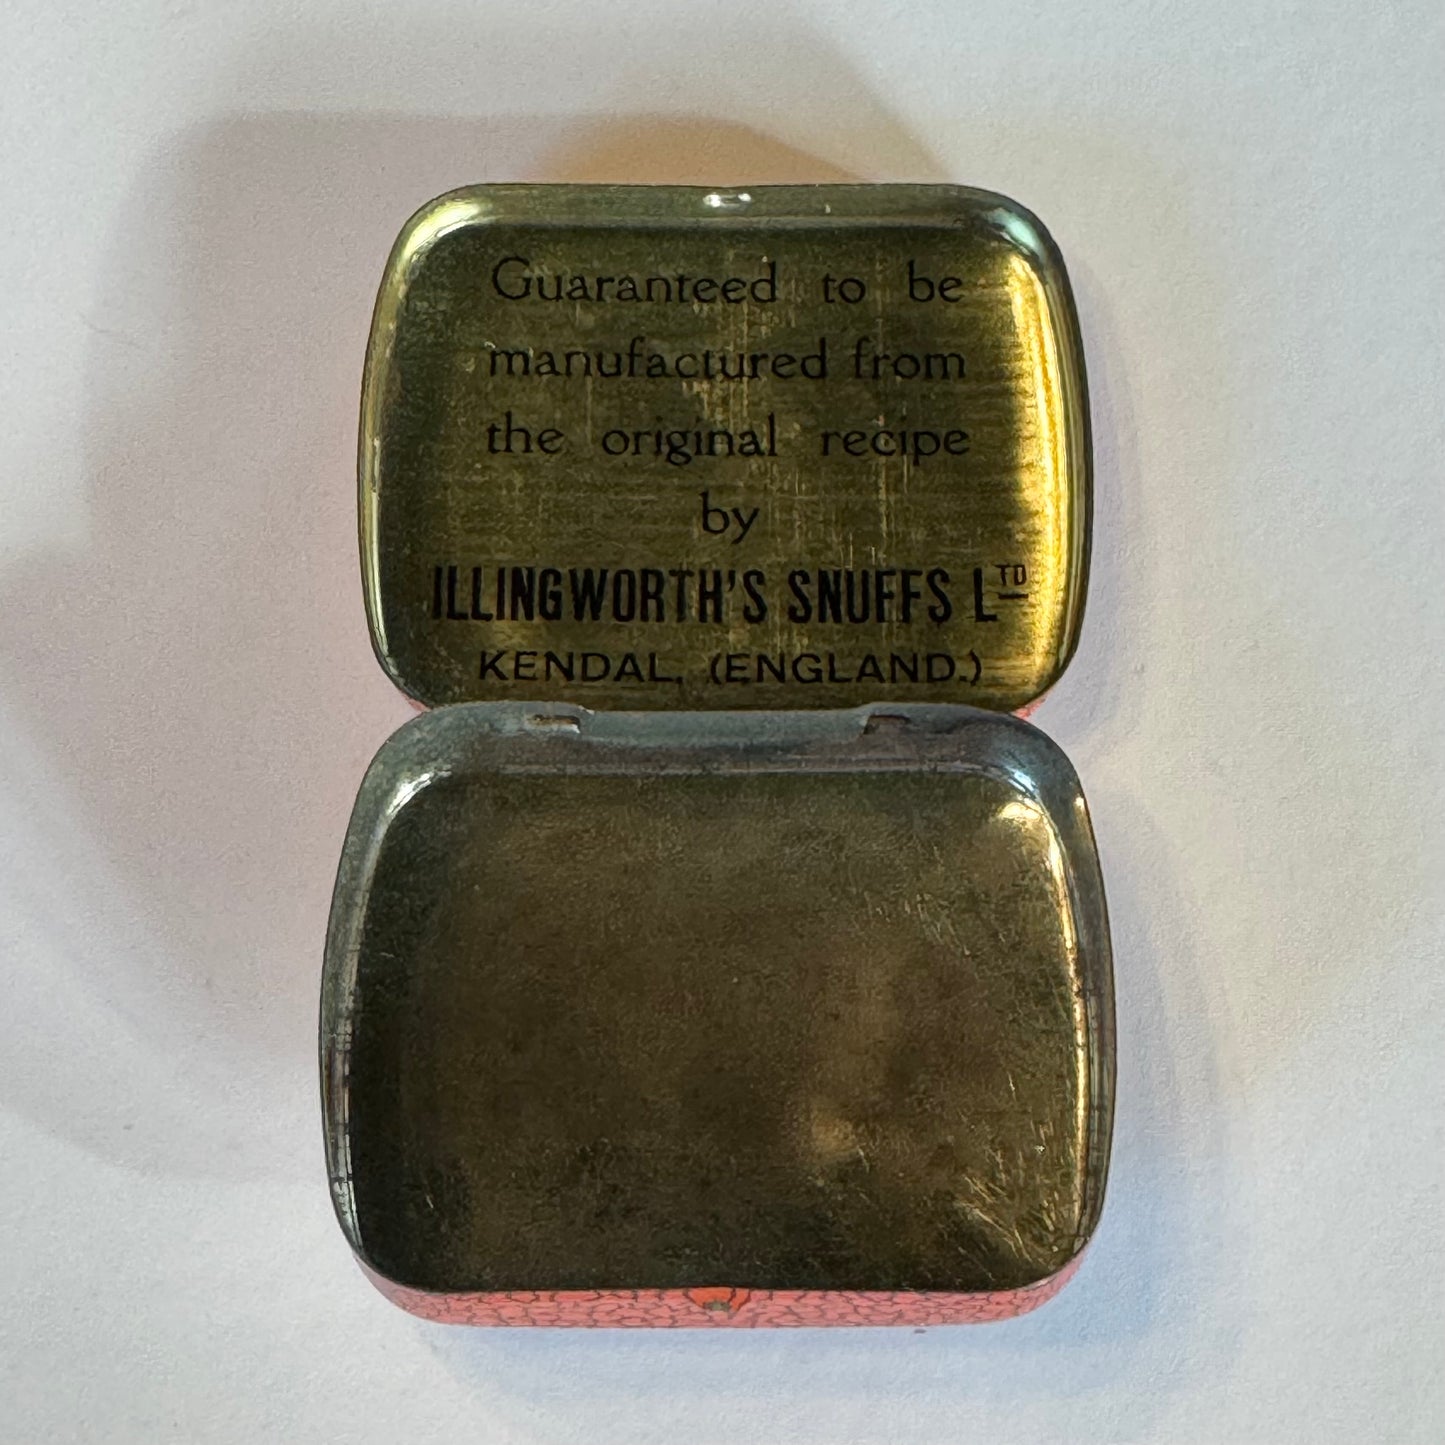 Guaranteed to be
manufactured from
the original recipe
by
ILLINGWORTH'S SNUFFS LTD
KENDAL, (ENGLAND.)